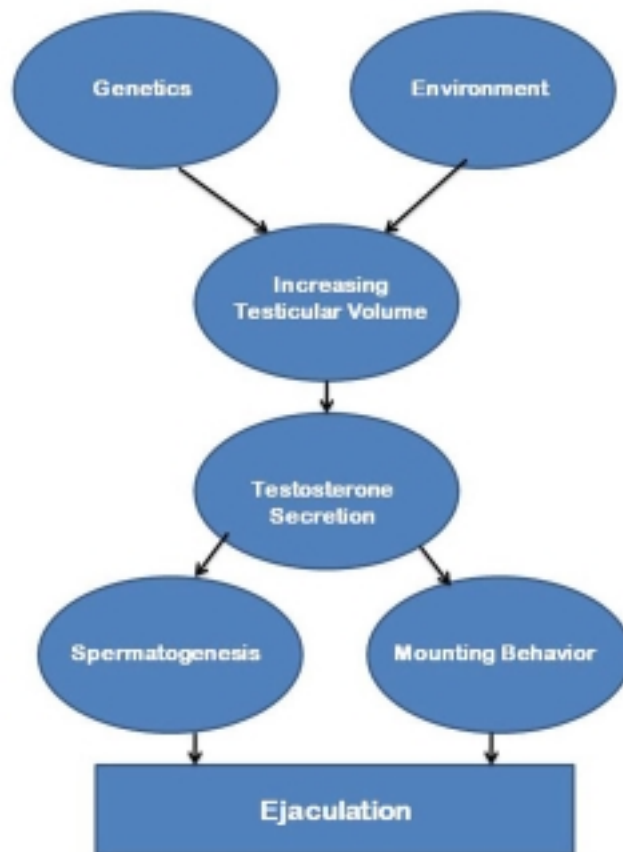 Genetics
Environment
Increasing
Testicular Volume
Testosterone
Secretion
Spermatogenesis
Mounting Behavior
Ejaculation